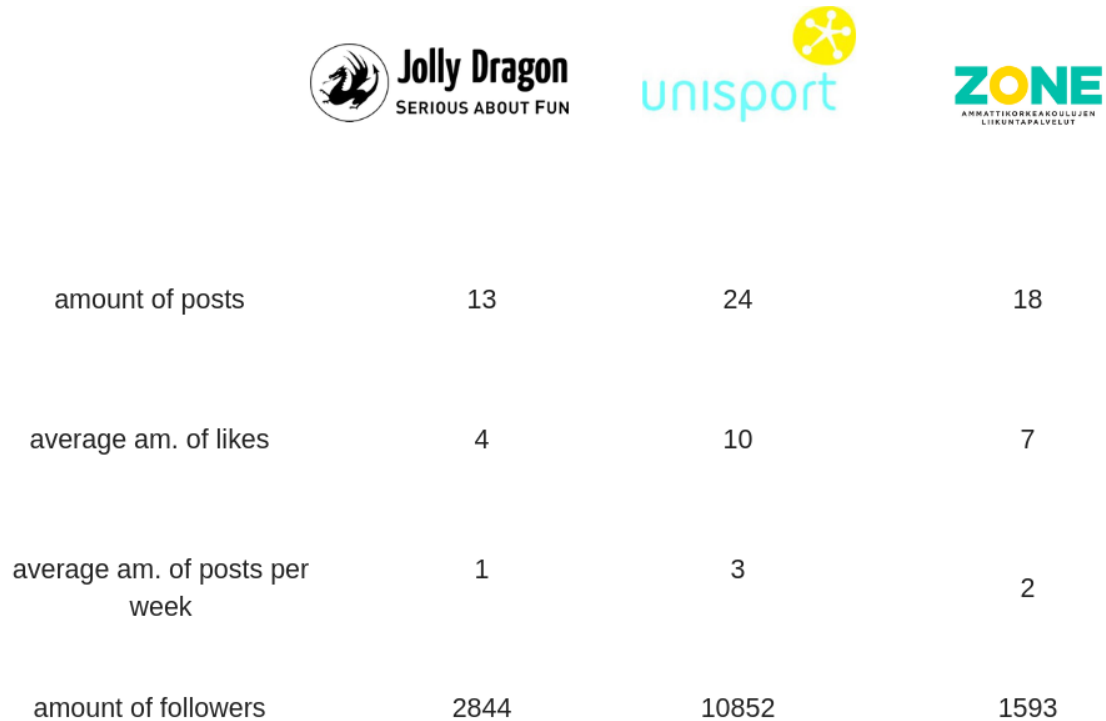 Jolly Dragon
SERIOUS ABOUT FUN
unisport
ZONE
AMMATTIKORKEAKOULUJEN
LIIKUNTAPALVELUT
amount of posts 13 24 18
average am. of likes 4 10 7
average am. of posts per week 1 3 2
amount of followers 2844 10852 1593